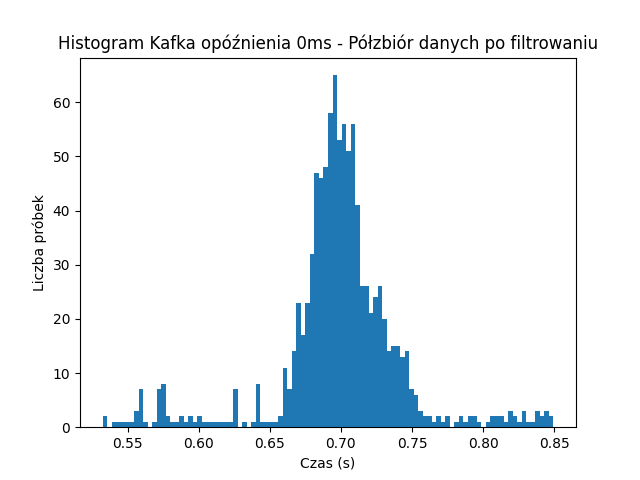 Histogram Kafka opóźnienia 0ms - Półzbiór danych po filtrowaniu
60
50
40
30
20
10
0
Liczba próbek
0.55 0.60 0.65 0.70 0.75 0.80 0.85
Czas (s)